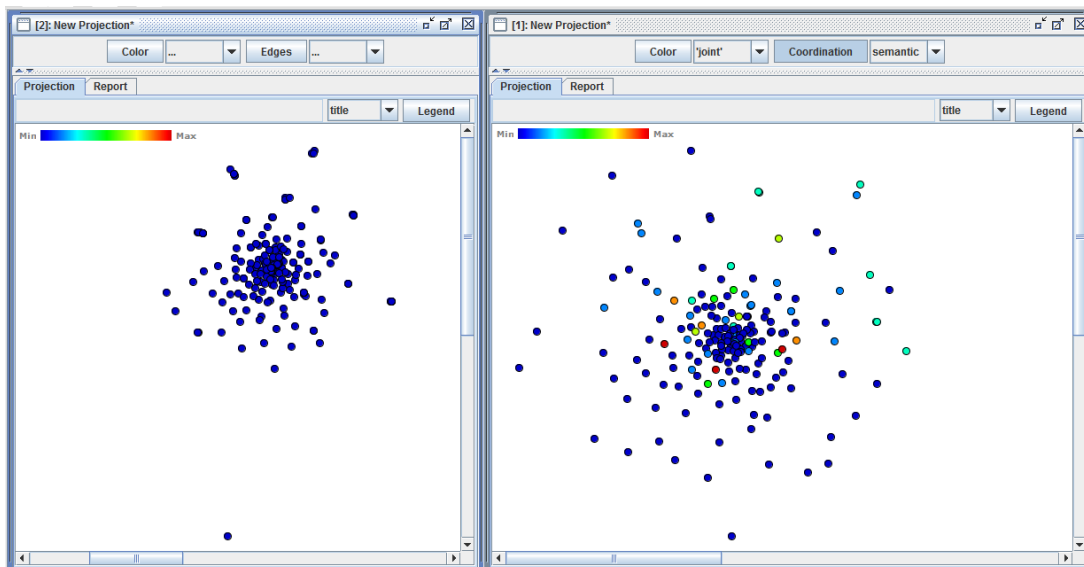 [2]: New Projection*
Color ... Edges ...
Projection Report
title Legend
Min Max
[1]: New Projection*
Color 'joint' Coordination semantic
Projection Report
title Legend
Min Max